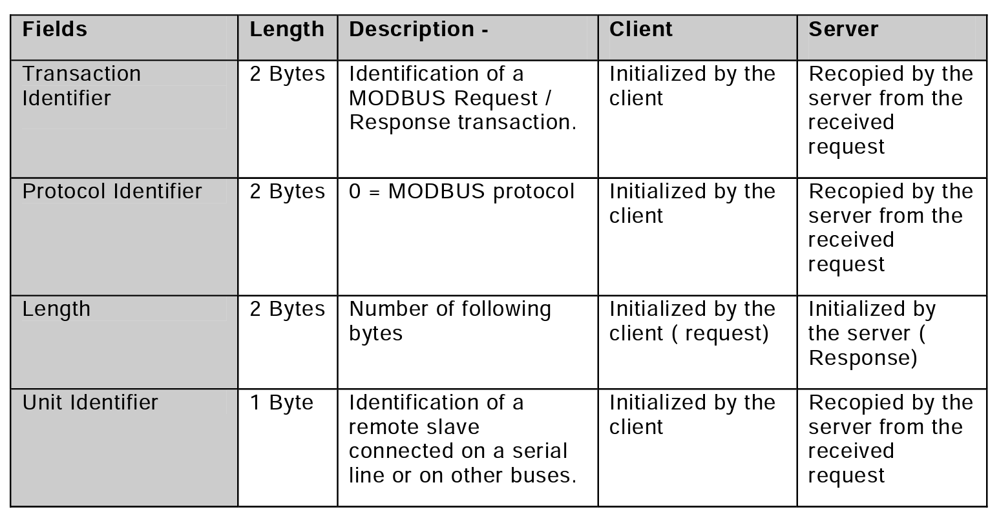 Fields
Length
Description -
Client
Server
Transaction
Identifier
2 Bytes
Identification of a
MODBUS Request /
Response transaction.
Initialized by the
client
Recopied by the
server from the
received
request
Protocol Identifier
2 Bytes
0 = MODBUS protocol
Initialized by the
client
Recopied by the
server from the
received
request
Length
2 Bytes
Number of following
bytes
Initialized by the
client ( request)
Initialized by
the server (
Response)
Unit Identifier
1 Byte
Identification of a
remote slave
connected on a serial
line or on other buses.
Initialized by the
client
Recopied by the
server from the
received
request